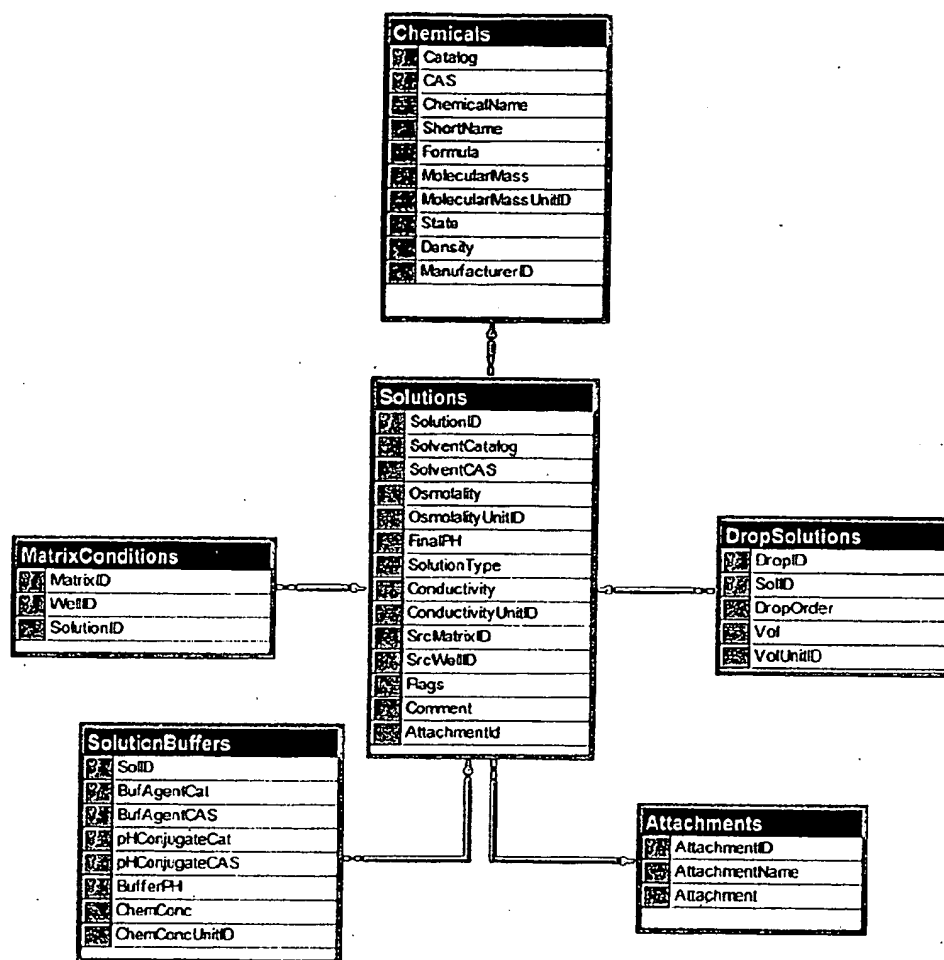 Chemicals
Catalog
CAS
ChemicalName
ShortName
Formula
MolecularMass
MolecularMassUnitID
State
Density
ManufacturerID
Solutions
SolutionID
SolventCatalog
SolventCAS
Osmolality
OsmolalityUnitID
FinalPH
SolutionType
Conductivity
ConductivityUnitID
SrcMatrixID
SrcWellID
Flags
Comment
AttachmentId
MatrixConditions
MatrixID
WellID
SolutionID
DropSolutions
DropID
SolID
DropOrder
Vol
VolUnitID
SolutionBuffers
SolID
BufAgentCat
BufAgentCAS
pHConjugateCat
pHConjugateCAS
BufferPH
ChemConc
ChemConcUnitID
Attachments
AttachmentID
AttachmentName
Attachment